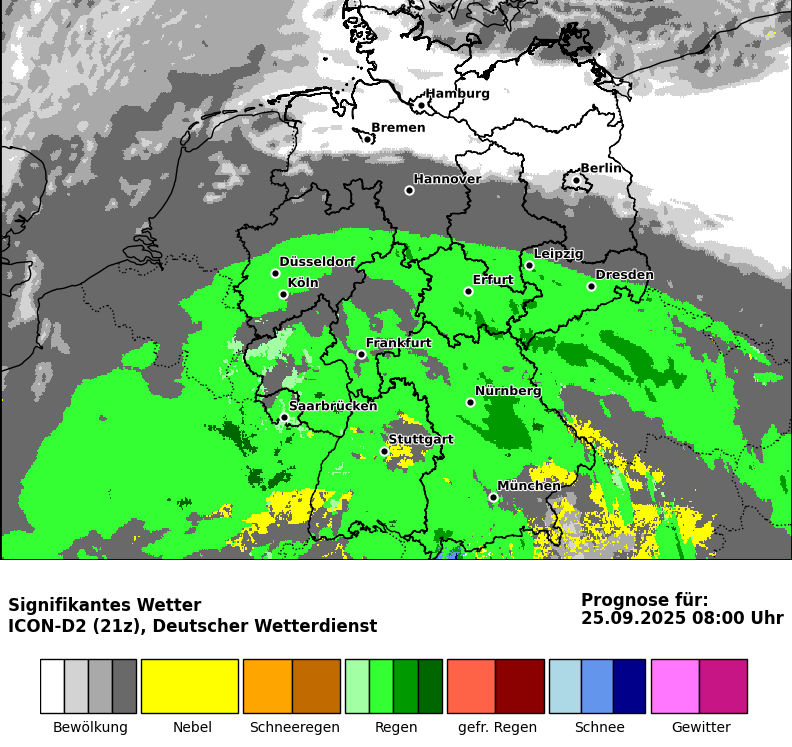 Hamburg
Bremen
Berlin
Hannover
Leipzig
Düsseldorf
Dresden
Erfurt
Köln
Frankfurt
Nürnberg
Saarbrücken
Stuttgart
München
Signifikantes Wetter
ICON-D2 (21z), Deutscher Wetterdienst
Prognose für:
25.09.2025 08:00 Uhr
Bewölkung
Nebel
Schneeregen
Regen
gefr. Regen
Schnee
Gewitter